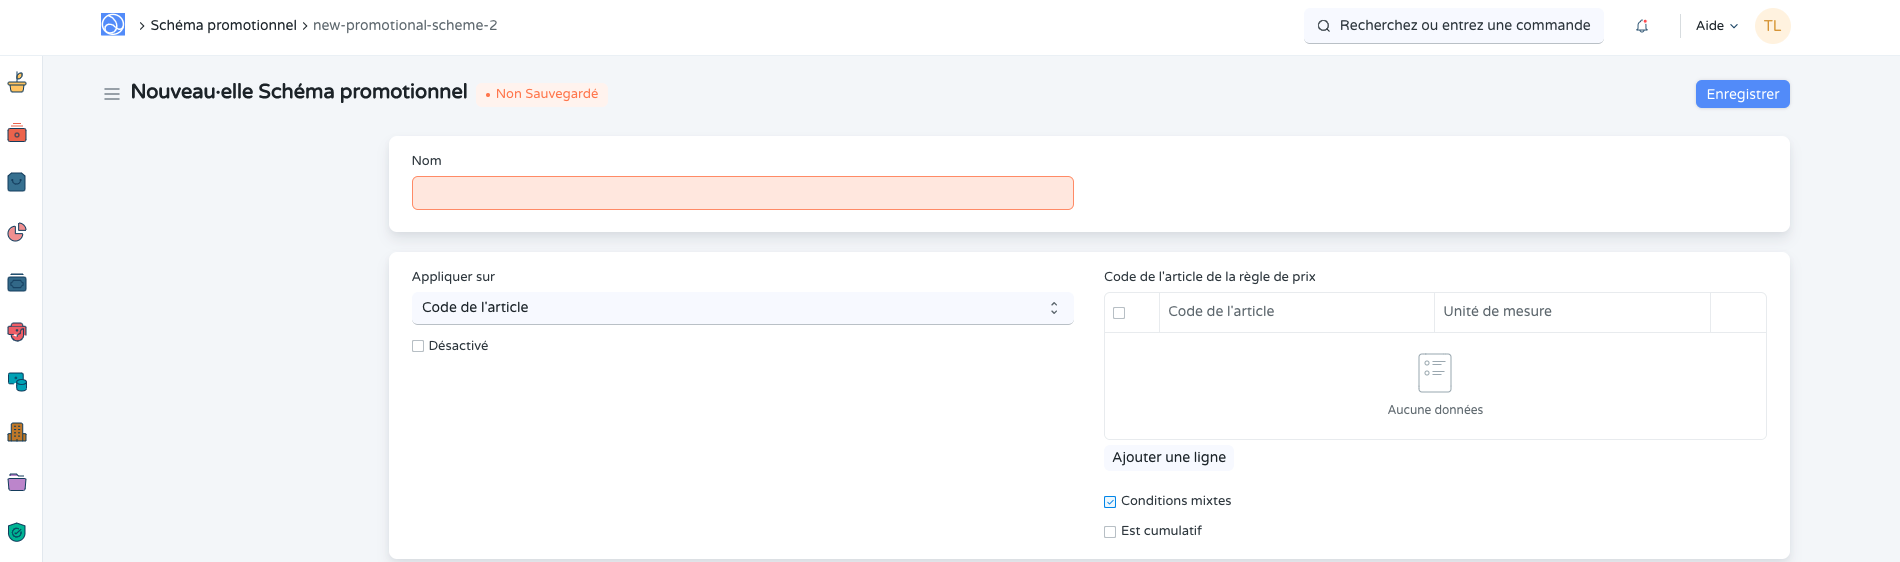 Schéma promotionnel new-promotional-scheme-2
Recherchez ou entrez une commande
Aide
TL
Nouveau·elle Schéma promotionnel
Non Sauvegardé
Enregistrer
Nom
Appliquer sur
Code de l'article
Désactivé
Code de l'article de la règle de prix
Code de l'article
Unité de mesure
Aucune données
Ajouter une ligne
Conditions mixtes
Est cumulatif